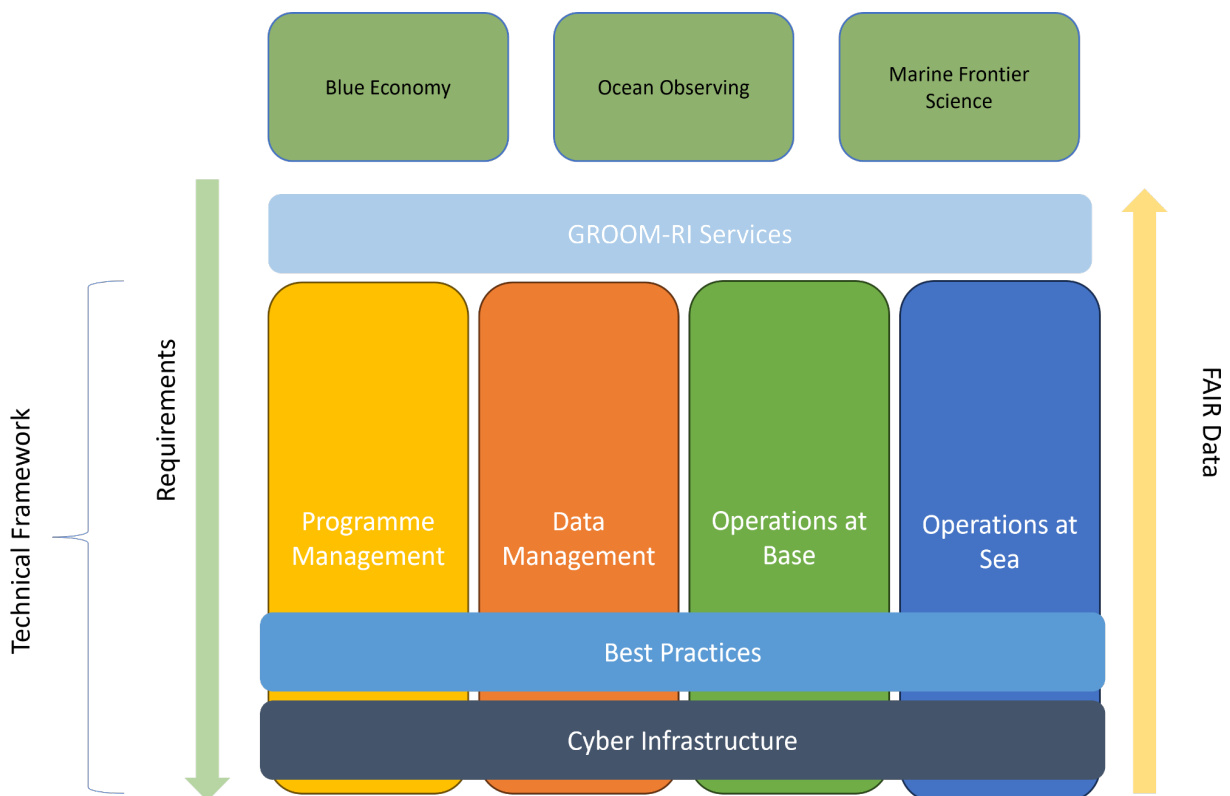 Blue Economy
Ocean Observing
Marine Frontier
Science
GROOM-RI Services
Technical Framework
Requirements
Programme
Management
Data
Management
Operations at
Base
Operations at
Sea
FAIR Data
Best Practices
Cyber Infrastructure